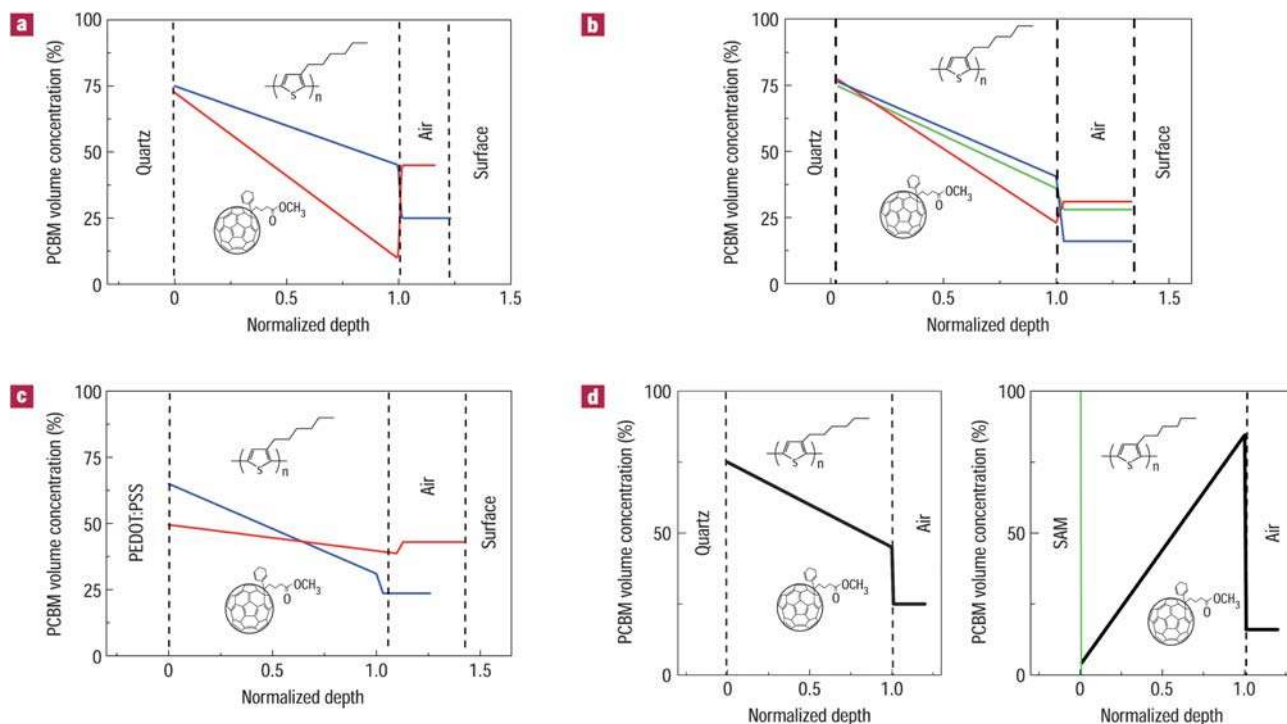 a
PCBM volume concentration (%)
100
75
50
25
0
Quartz
Air
Surface
S
n
OCH3
O
0
0.5
1.0
1.5
Normalized depth
b
PCBM volume concentration (%)
100
75
50
25
0
Quartz
Air
Surface
S
n
OCH3
O
0
0.5
1.0
1.5
Normalized depth
c
PCBM volume concentration (%)
100
75
50
25
0
PEDOT:PSS
Air
Surface
S
n
OCH3
O
0
0.5
1.0
1.5
Normalized depth
d
PCBM volume concentration (%)
100
50
0
Quartz
Air
S
n
OCH3
O
0
0.5
1.0
Normalized depth
PCBM volume concentration (%)
100
50
0
SAM
Air
S
n
OCH3
O
0
0.5
1.0
Normalized depth